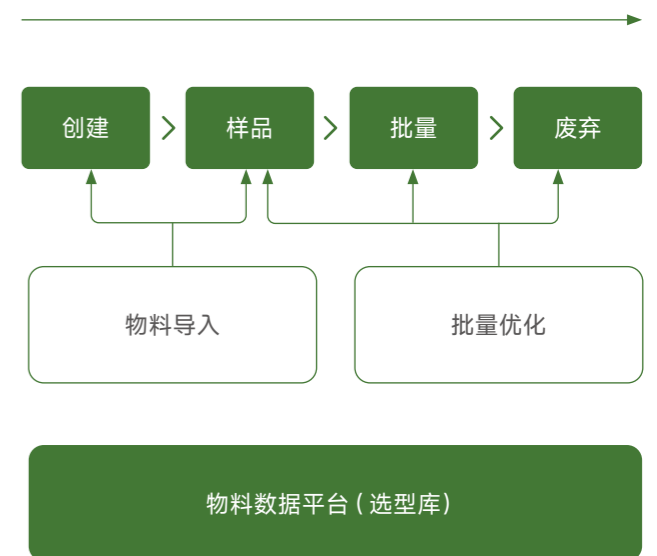 创建
样品
批量
废弃
物料导入
批量优化
物料数据平台(选型库)